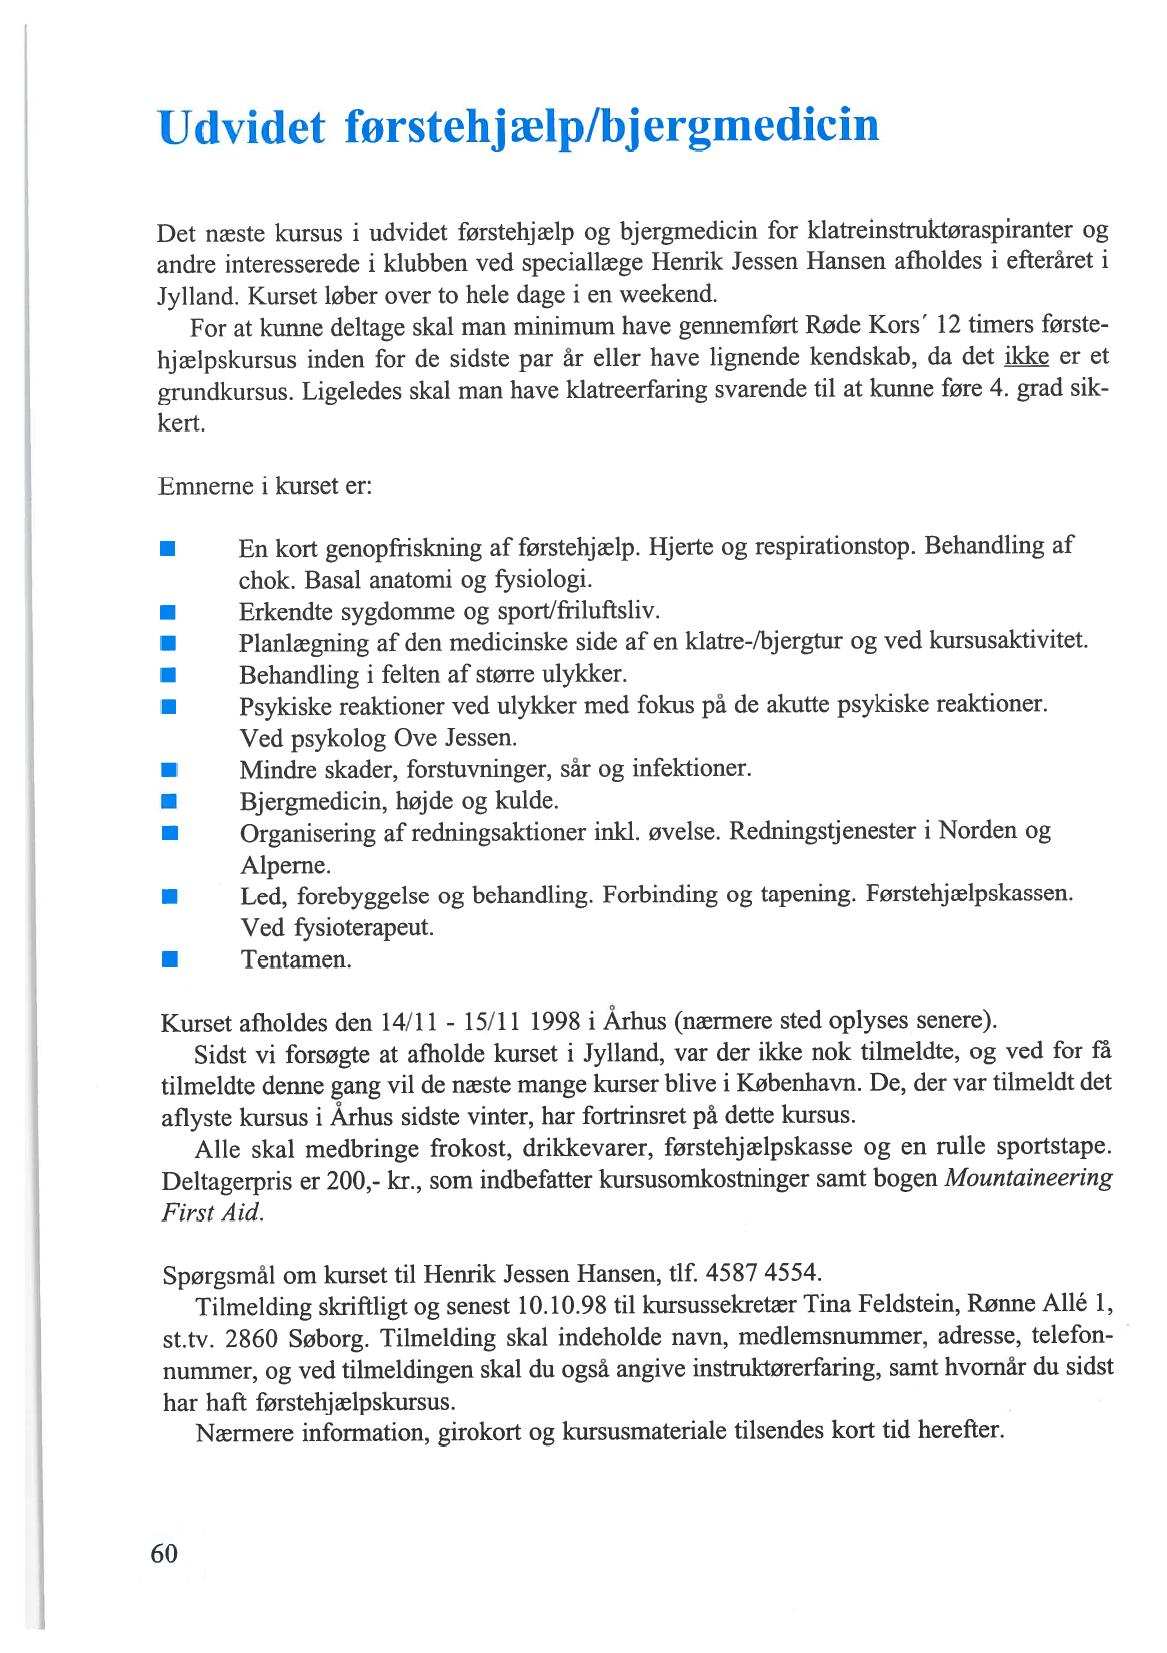 Udvidet førstehjælp/bjergmedicin
Det næste kursus i udvidet førstehjælp og bjergmedicin for klatreinstruktøraspiranter og
andre interesserede i klubben ved speciallæge Henrik Jessen Hansen afholdes i efteråret i
Jylland. Kurset løber over to hele dage i en weekend.
For at kunne deltage skal man minimum have gennemført Røde Kors´ 12 timers første-
hjælpskursus inden for de sidste par år eller have lignende kendskab, da det ikke er et
grundkursus. Ligeledes skal man have klatreerfaring svarende til at kunne føre 4. grad sik-
kert.
Emnerne i kurset er:
■ En kort genopfriskning af førstehjælp. Hjerte og respirationstop. Behandling af
chok. Basal anatomi og fysiologi.
■ Erkendte sygdomme og sport/friluftsliv.
■ Planlægning af den medicinske side af en klatre-/bjergtur og ved kursusaktivitet.
■ Behandling i felten af større ulykker.
■ Psykiske reaktioner ved ulykker med fokus på de akutte psykiske reaktioner.
Ved psykolog Ove Jessen.
■ Mindre skader, forstuvninger, sår og infektioner.
■ Bjergmedicin, højde og kulde.
■ Organisering af redningsaktioner inkl. øvelse. Redningstjenester i Norden og
Alperne.
■ Led, forebyggelse og behandling. Forbinding og tapening. Førstehjælpskassen.
Ved fysioterapeut.
■ Tentamen.
Kurset afholdes den 14/11 - 15/11 1998 i Århus (nærmere sted oplyses senere).
Sidst vi forsøgte at afholde kurset i Jylland, var der ikke nok tilmeldte, og ved for få
tilmeldte denne gang vil de næste mange kurser blive i København. De, der var tilmeldt det
aflyste kursus i Århus sidste vinter, har fortrinsret på dette kursus.
Alle skal medbringe frokost, drikkevarer, førstehjælpskasse og en rulle sportstape.
Deltagerpris er 200,- kr., som indbefatter kursusomkostninger samt bogen Mountaineering
First Aid.
Spørgsmål om kurset til Henrik Jessen Hansen, tlf. 4587 4554.
Tilmelding skriftligt og senest 10.10.98 til kursussekretær Tina Feldstein, Rønne Allé 1,
st.tv. 2860 Søborg. Tilmelding skal indeholde navn, medlemsnummer, adresse, telefon-
nummer, og ved tilmeldingen skal du også angive instruktørerfaring, samt hvornår du sidst
har haft førstehjælpskursus.
Nærmere information, girokort og kursusmateriale tilsendes kort tid herefter.
60